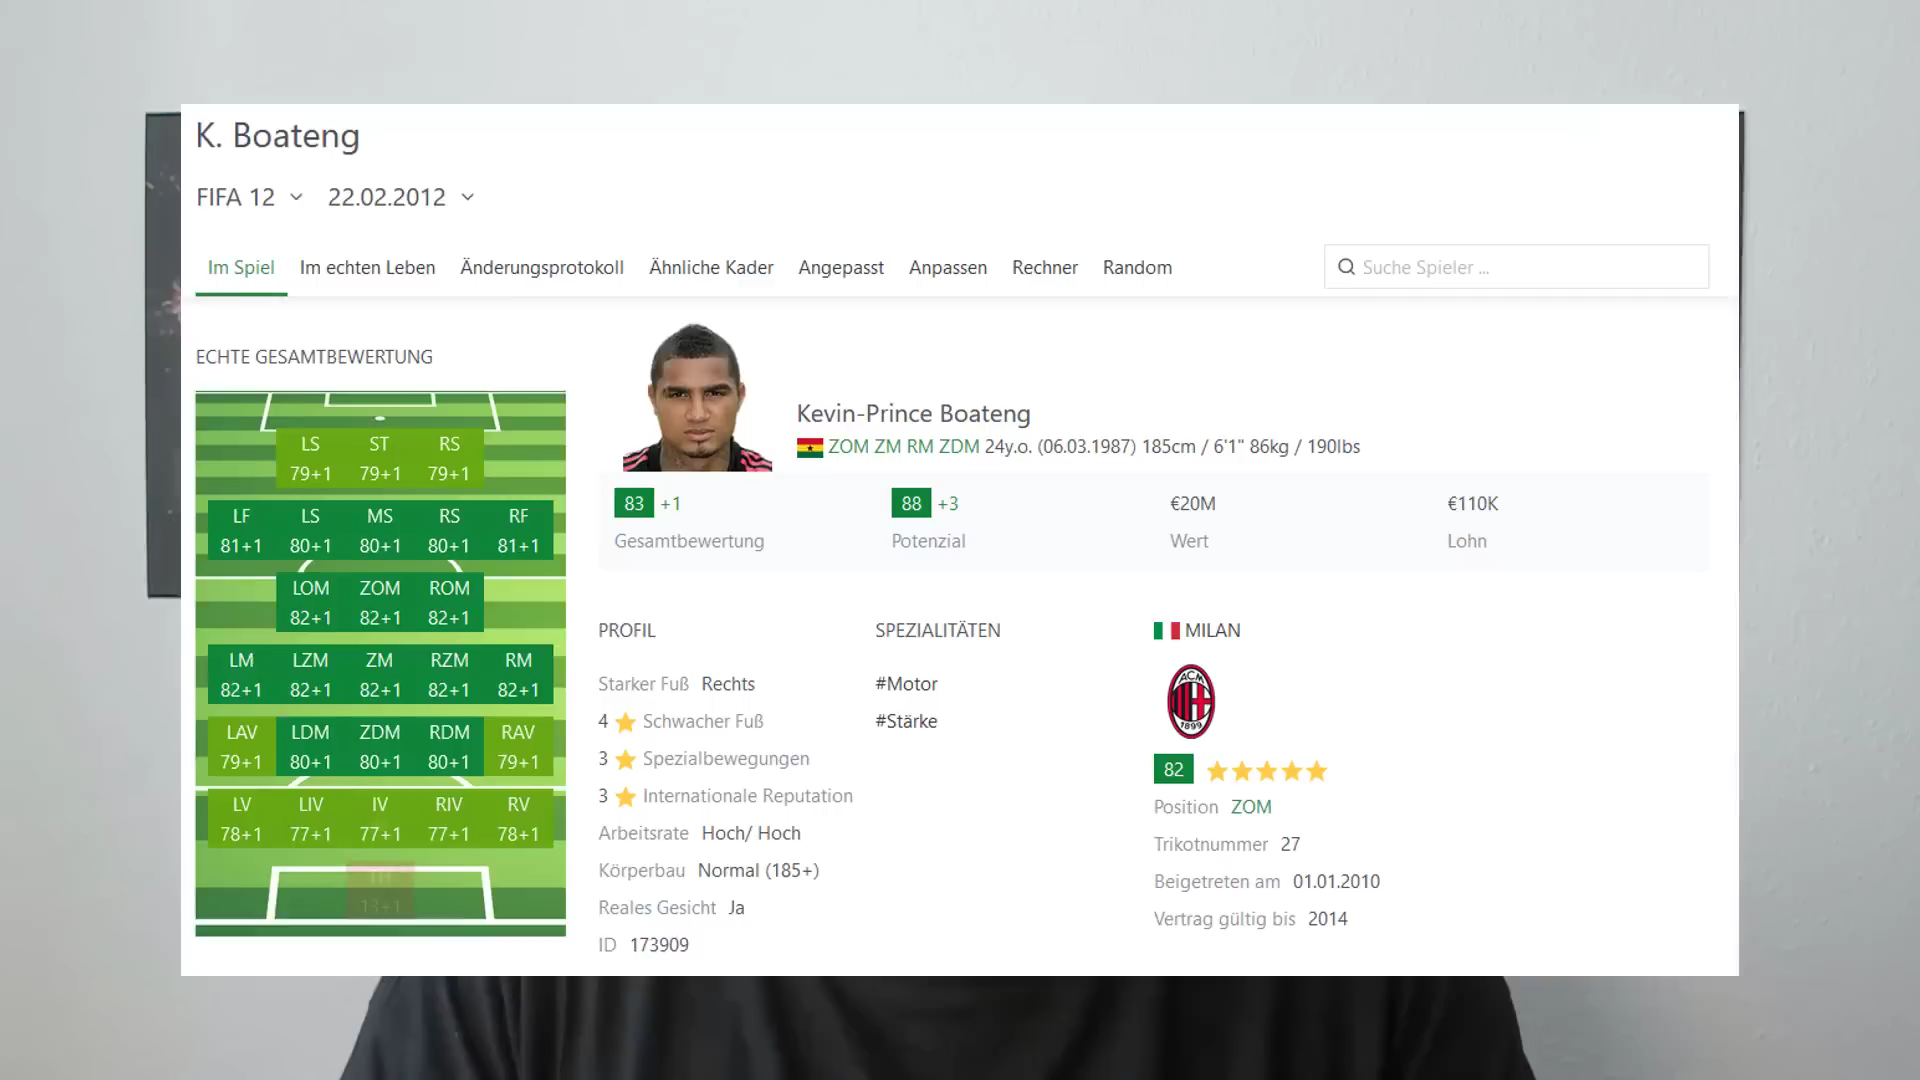 K. Boateng
FIFA 12 22.02.2012
Im Spiel Im echten Leben Änderungsprotokoll Ähnliche Kader Angepasst Anpassen Rechner Random
Suche Spieler ...
ECHTE GESAMTBEWERTUNG
LS ST RS
79+1 79+1 79+1
LF LS MS RS RF
81+1 80+1 80+1 80+1 81+1
LOM ZOM ROM
82+1 82+1 82+1
LM LZM ZM RZM RM
82+1 82+1 82+1 82+1 82+1
LAV LDM ZDM RDM RAV
79+1 80+1 80+1 80+1 79+1
LV LIV IV RIV RV
78+1 77+1 77+1 77+1 78+1
Kevin-Prince Boateng
ZOM ZM RM ZDM 24y.o. (06.03.1987) 185cm / 6'1" 86kg / 190lbs
83 +1
Gesamtbewertung
88 +3
Potenzial
€20M
Wert
€110K
Lohn
PROFIL
Starker Fuß Rechts
4 Schwacher Fuß
3 Spezialbewegungen
3 Internationale Reputation
Arbeitsrate Hoch/ Hoch
Körperbau Normal (185+)
Reales Gesicht Ja
ID 173909
SPEZIALITÄTEN
#Motor
#Stärke
MILAN
ACM
1899
82
Position ZOM
Trikotnummer 27
Beigetreten am 01.01.2010
Vertrag gültig bis 2014